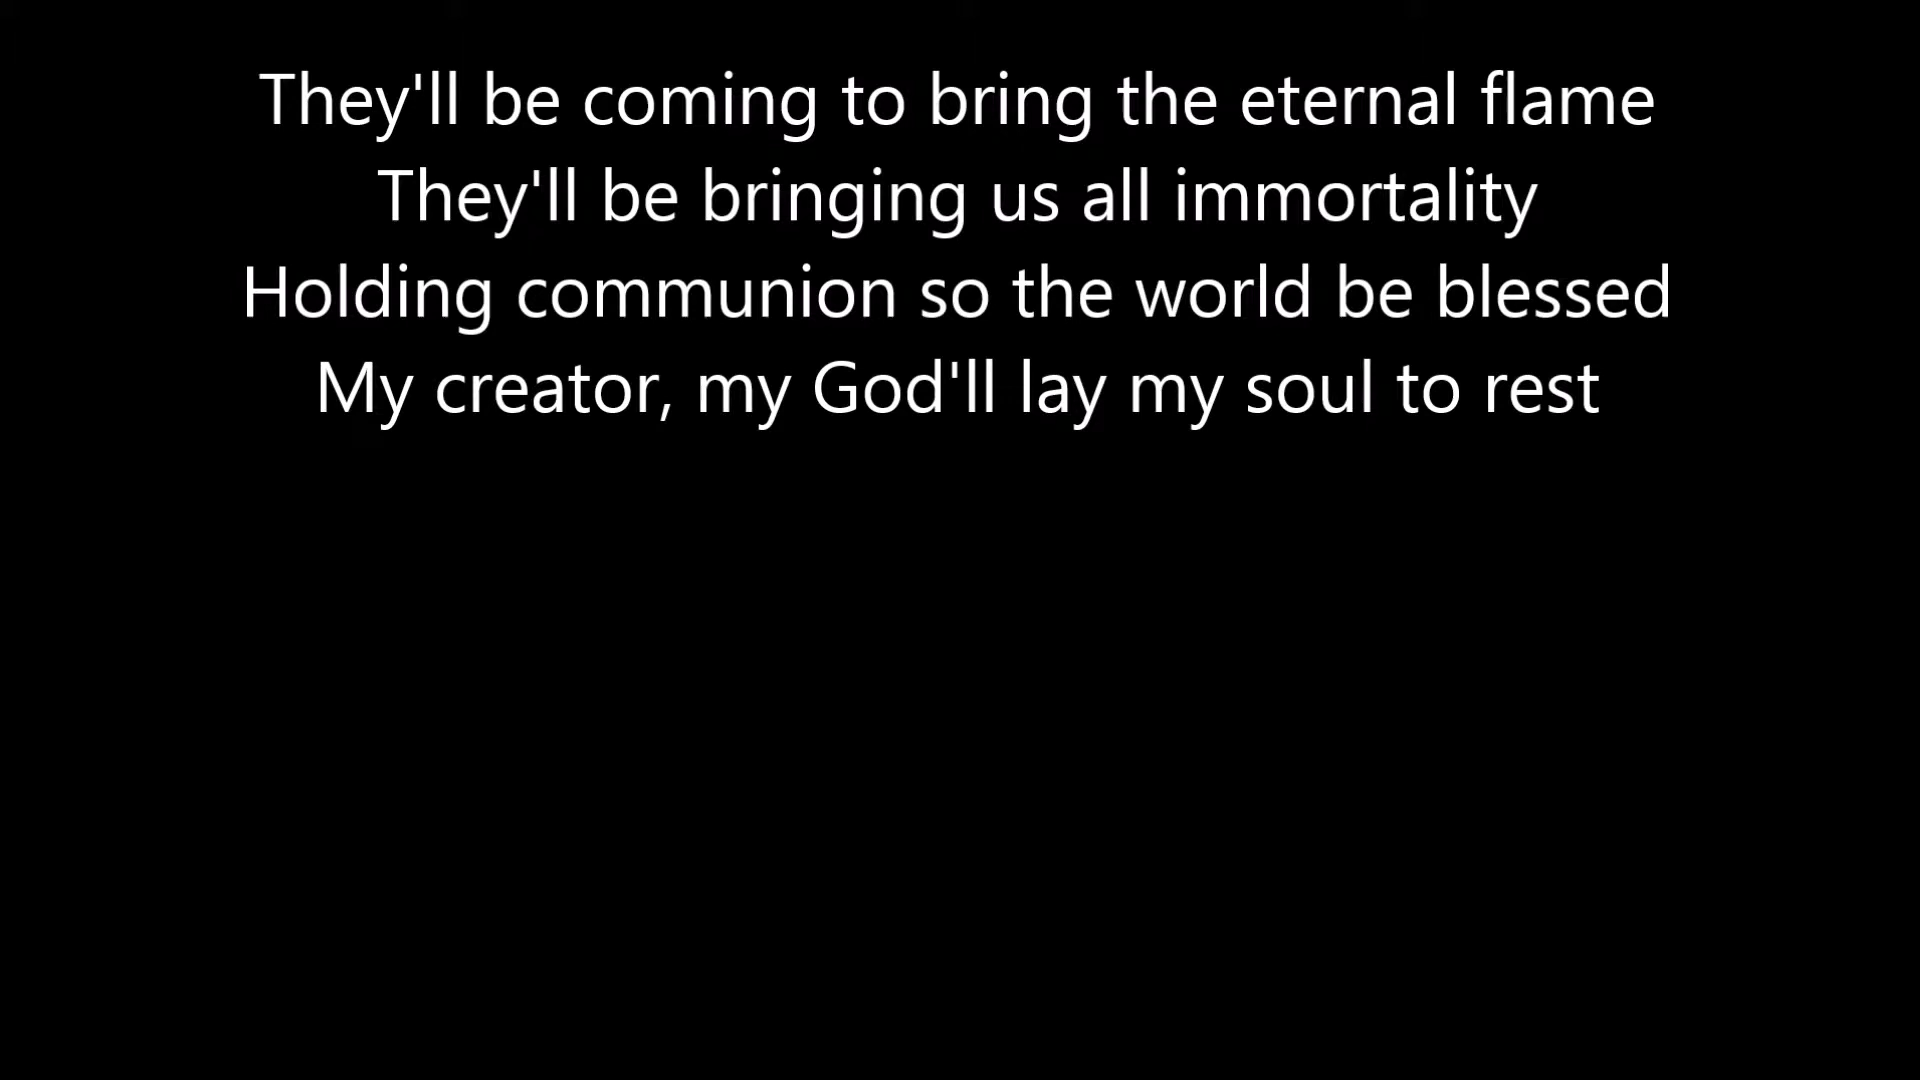 They'll be coming to bring the eternal flame
They'll be bringing us all immortality
Holding communion so the world be blessed
My creator, my God'll lay my soul to rest